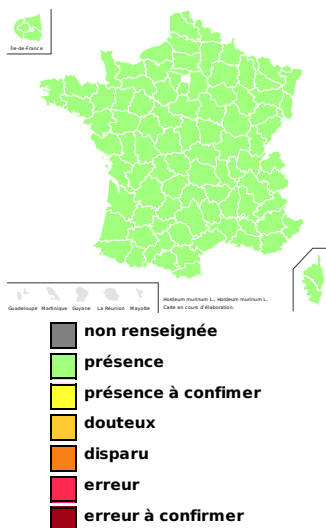 Île-de-France
Guadeloupe Martinique Guyane La Réunion Mayotte
Hordeum murinum L., Hordeum murinum L.
Carte en cours d'élaboration.
non renseignée
présence
présence à confimer
douteux
disparu
erreur
erreur à confirmer